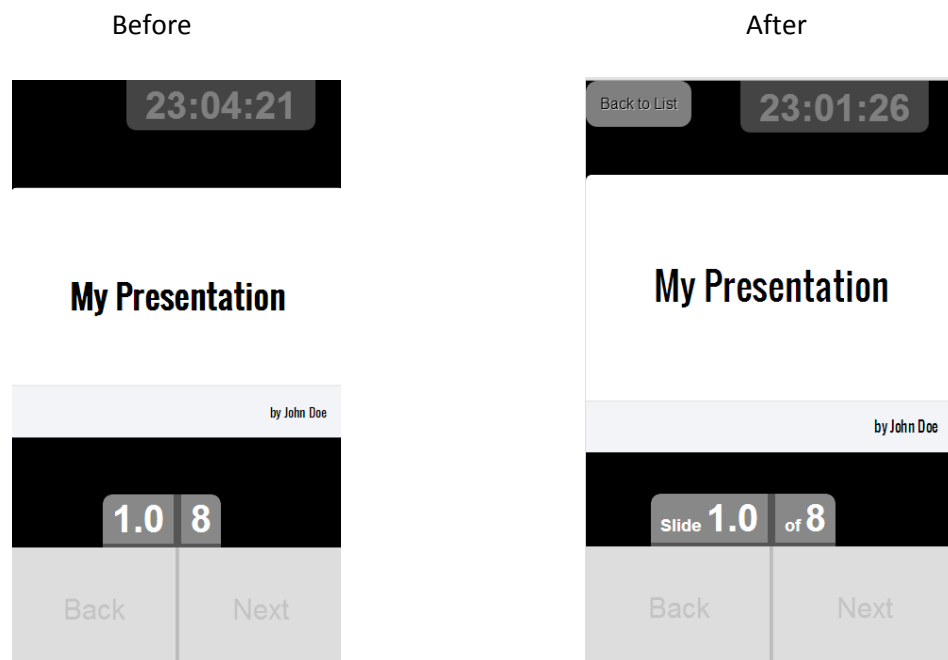 Before
23:04:21
My Presentation
by John Doe
1.0 8
Back Next
After
Back to List 23:01:26
My Presentation
by John Doe
Slide 1.0 of 8
Back Next